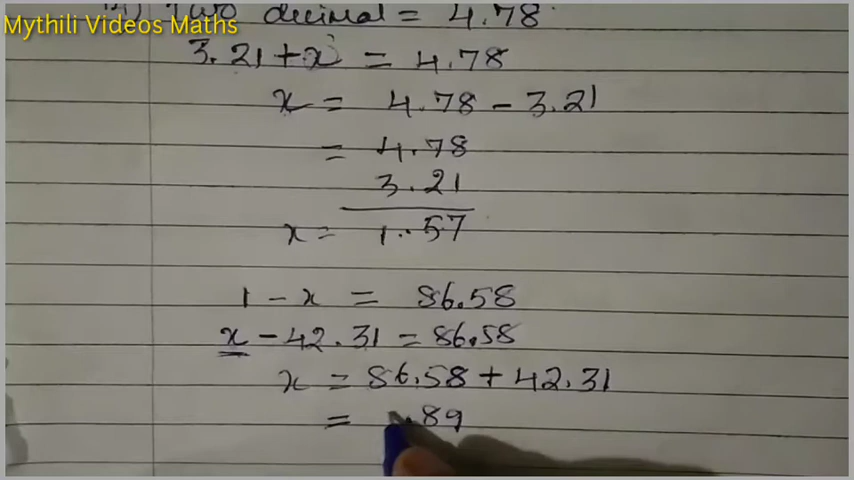 Mythili Videos Maths
Two decimal = 4.78
3.21 + x = 4.78
x = 4.78 - 3.21
= 4.78
3.21
x = 1.57
1 - x = 86.58
x - 42.31 = 86.58
x = 86.58 + 42.31
= .89